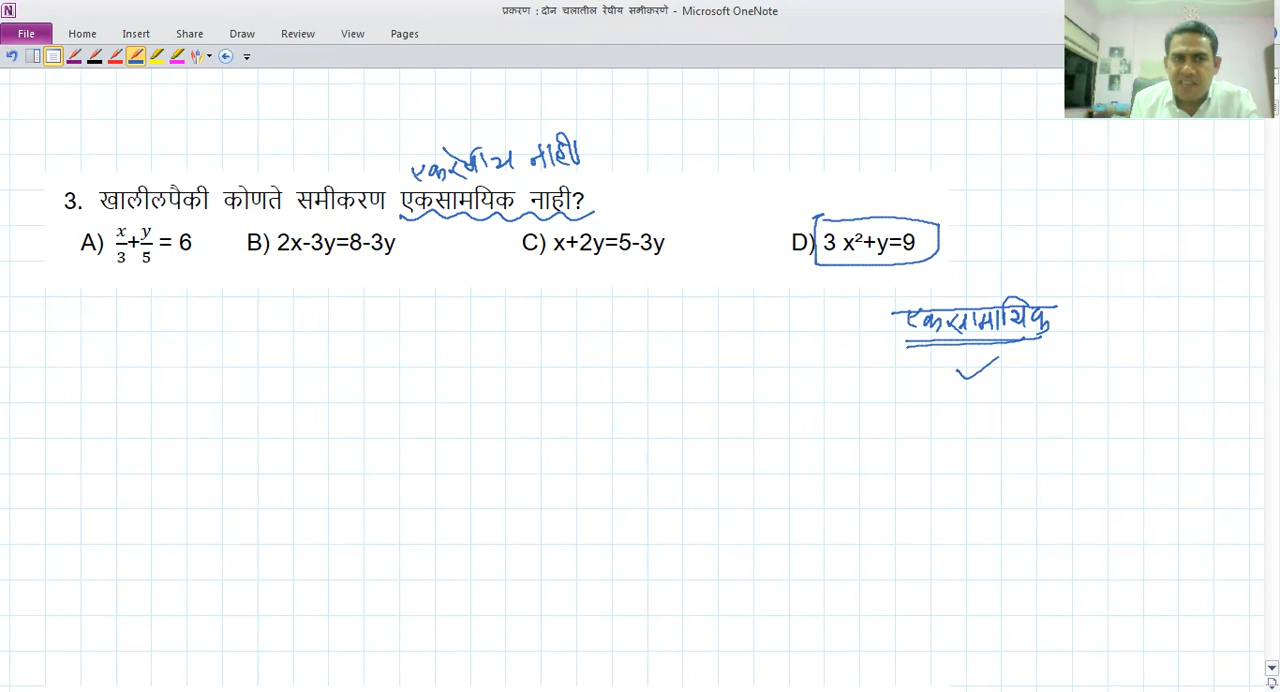 प्रकरण : दोन चलातील रेषीय समीकरणे - Microsoft OneNote
File Home Insert Share Draw Review View Pages
एकरेषीय नाही
3. खालीलपैकी कोणते समीकरण एकसामयिक नाही?
A) x/3+y/5 = 6 B) 2x-3y=8-3y C) x+2y=5-3y D) 3 x²+y=9
एकसामायिक